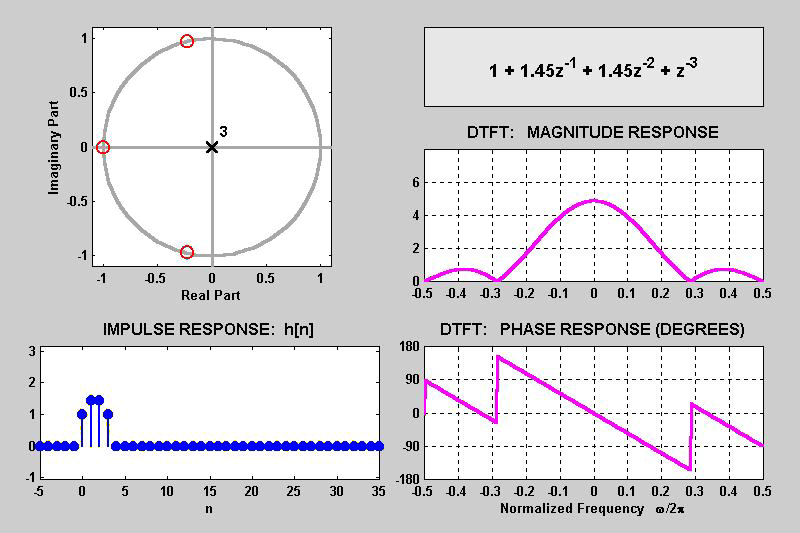 1
0.5
0
-0.5
-1
Imaginary Part
3
-1 -0.5 0 0.5 1
Real Part
1 + 1.45z^-1 + 1.45z^-2 + z^-3
DTFT: MAGNITUDE RESPONSE
6
4
2
0
-0.5 -0.4 -0.3 -0.2 -0.1 0 0.1 0.2 0.3 0.4 0.5
IMPULSE RESPONSE: h[n]
3
2
1
0
-1
-5 0 5 10 15 20 25 30 35
n
DTFT: PHASE RESPONSE (DEGREES)
180
90
0
-90
-180
-0.5 -0.4 -0.3 -0.2 -0.1 0 0.1 0.2 0.3 0.4 0.5
Normalized Frequency ω/2π